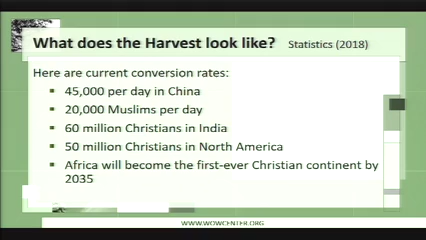 What does the Harvest look like? Statistics (2018)
Here are current conversion rates:
▪ 45,000 per day in China
▪ 20,000 Muslims per day
▪ 60 million Christians in India
▪ 50 million Christians in North America
▪ Africa will become the first-ever Christian continent by
2035
WWW.WOWCENTER.ORG